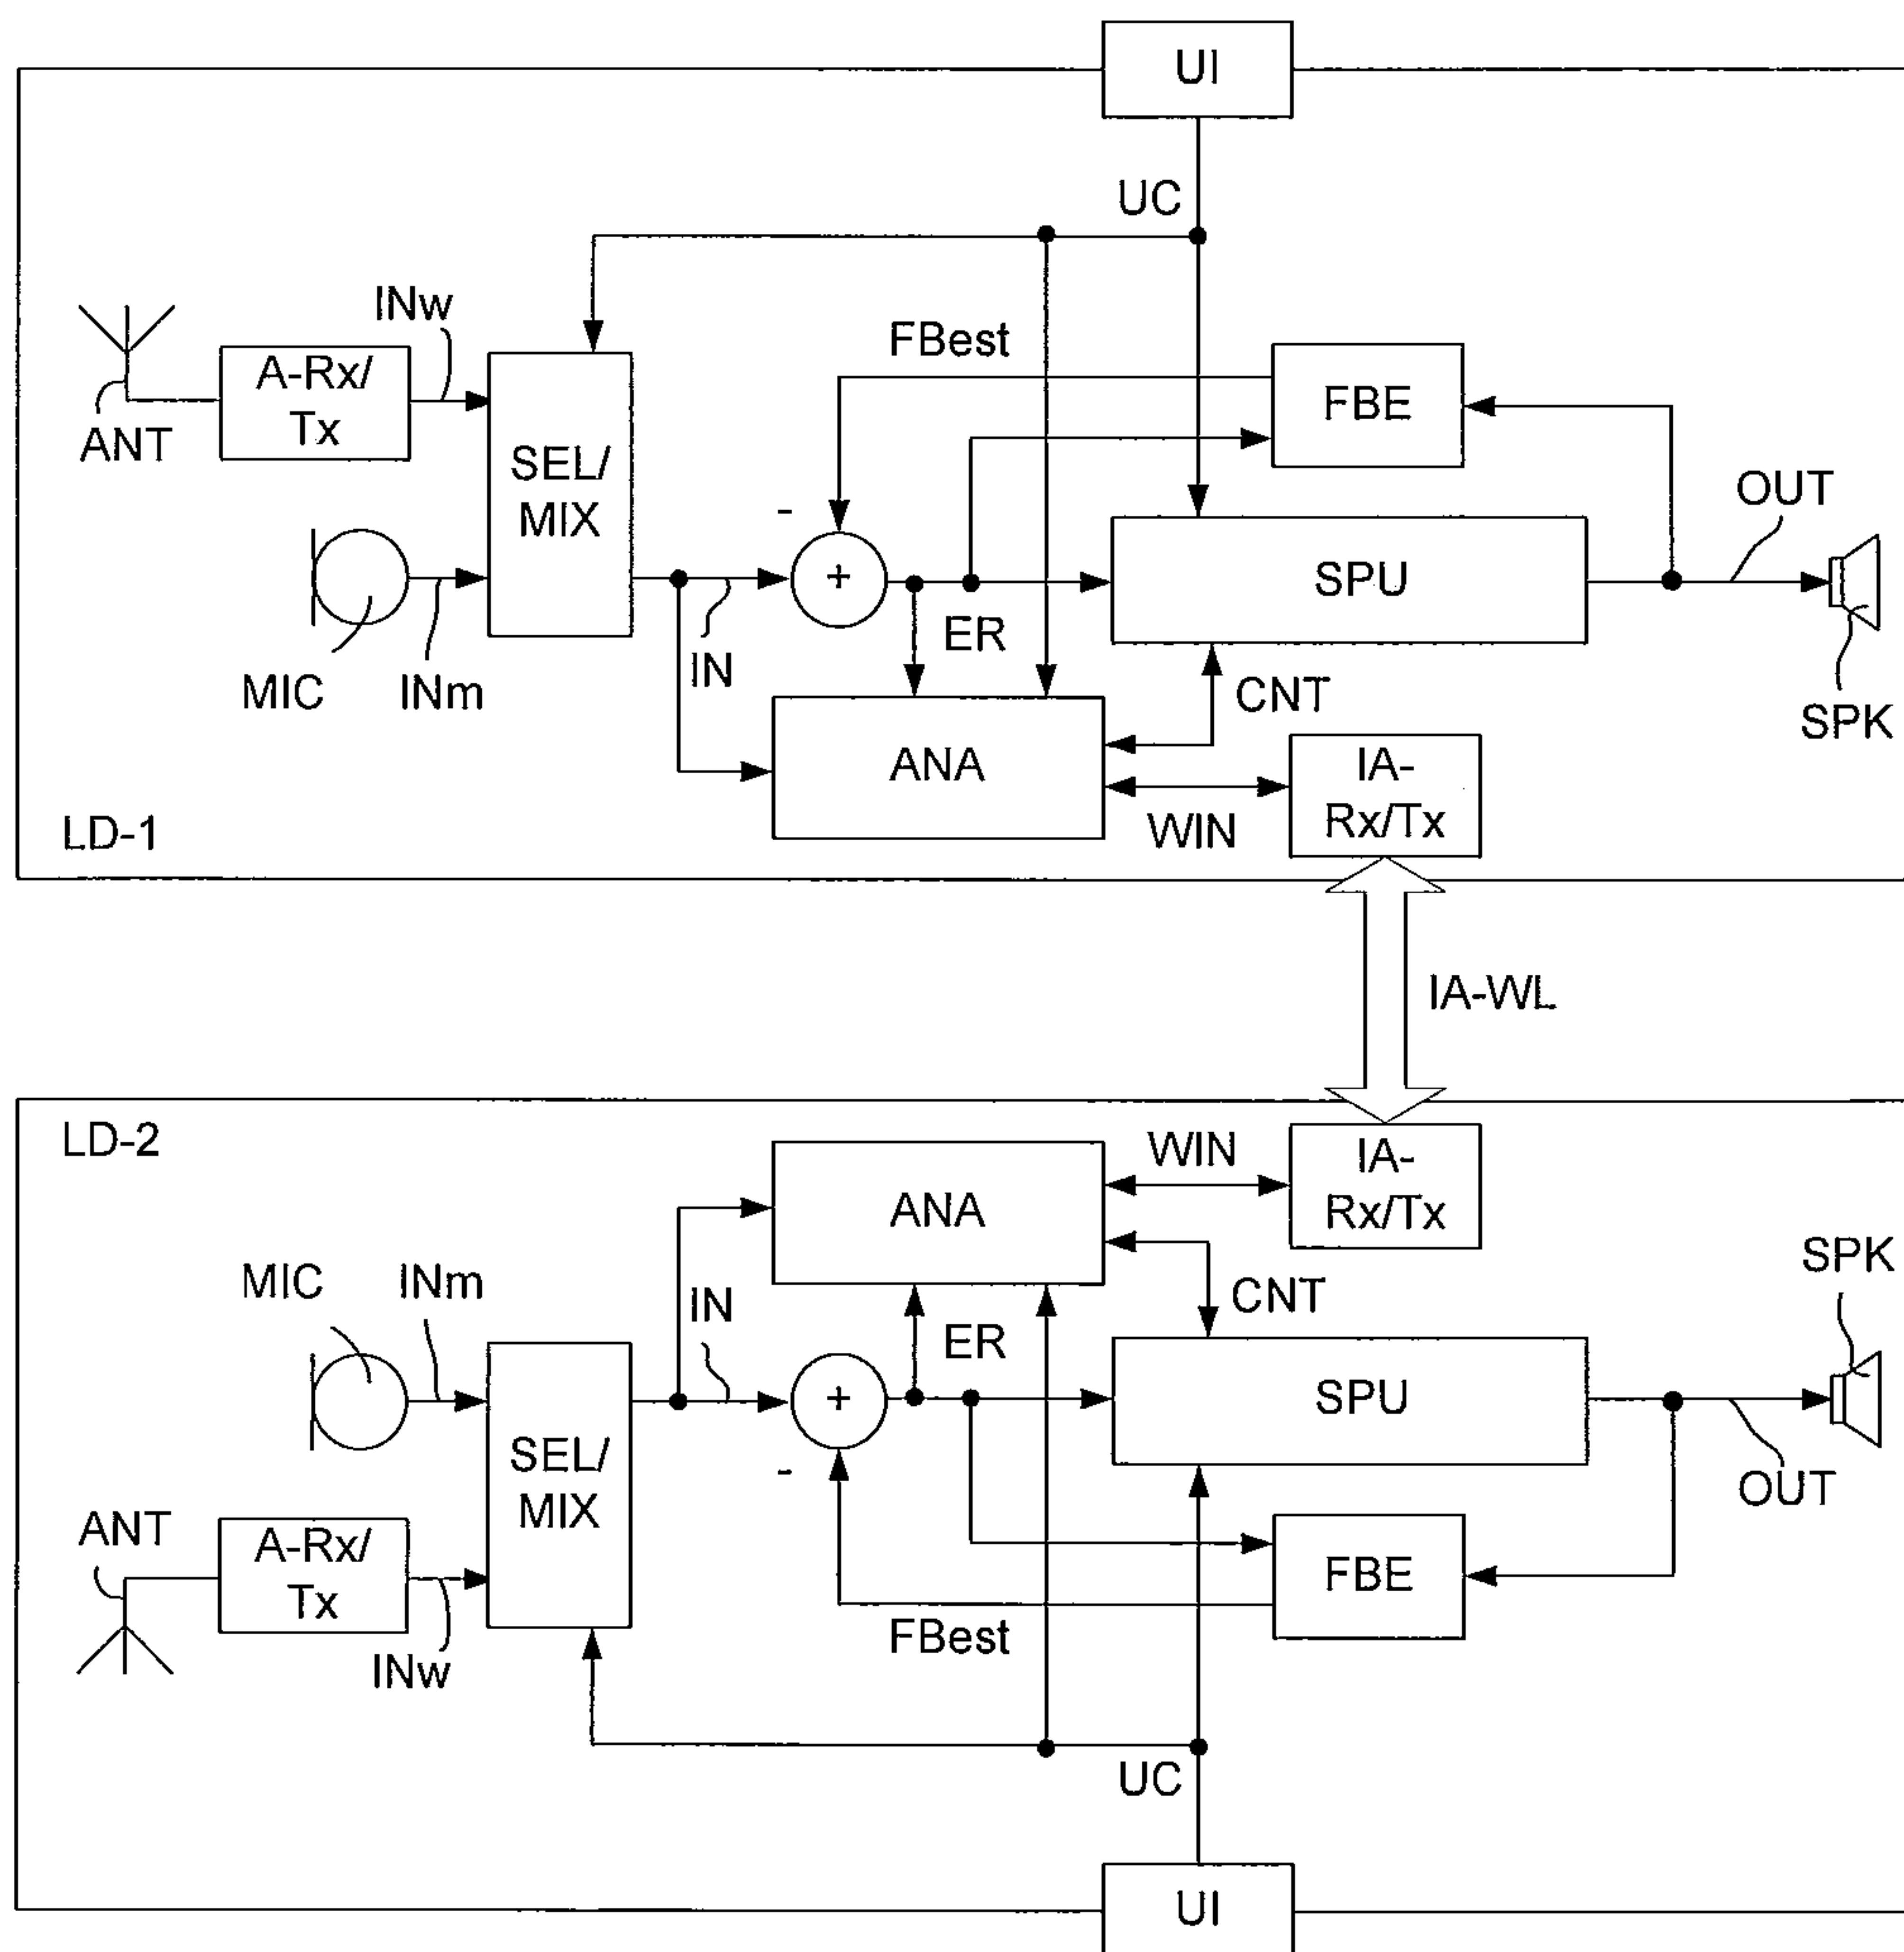 UI
UC
INw
FBest
A-Rx/
Tx
FBE
ANT
SEL/
MIX
OUT
-
+
SPU
ER
IN
MIC
INm
CNT
SPK
ANA
IA-
Rx/Tx
WIN
LD-1
IA-WL
LD-2
WIN
IA-
Rx/Tx
ANA
SPK
MIC
INm
IN
CNT
ER
+
SPU
SEL/
MIX
-
OUT
ANT
A-Rx/
Tx
FBE
FBest
INw
UC
UI